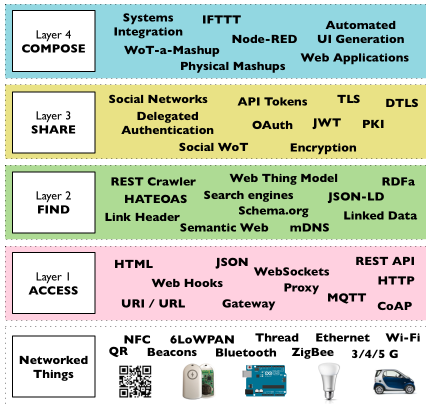 Layer 4
COMPOSE
Systems
Integration
IFTTT
Automated
UI Generation
Node-RED
WoT-a-Mashup
Web Applications
Physical Mashups
Layer 3
SHARE
Social Networks
API Tokens
TLS
DTLS
Delegated
Authentication
OAuth
JWT
PKI
Social WoT
Encryption
Layer 2
FIND
REST Crawler
Web Thing Model
RDFa
HATEOAS
Search engines
JSON-LD
Link Header
Schema.org
Linked Data
Semantic Web
mDNS
Layer 1
ACCESS
HTML
JSON
REST API
WebSockets
Web Hooks
Proxy
HTTP
URI / URL
Gateway
MQTT
CoAP
Networked
Things
NFC
6LoWPAN
Thread
Ethernet
Wi-Fi
QR
Beacons
Bluetooth
ZigBee
3/4/5 G